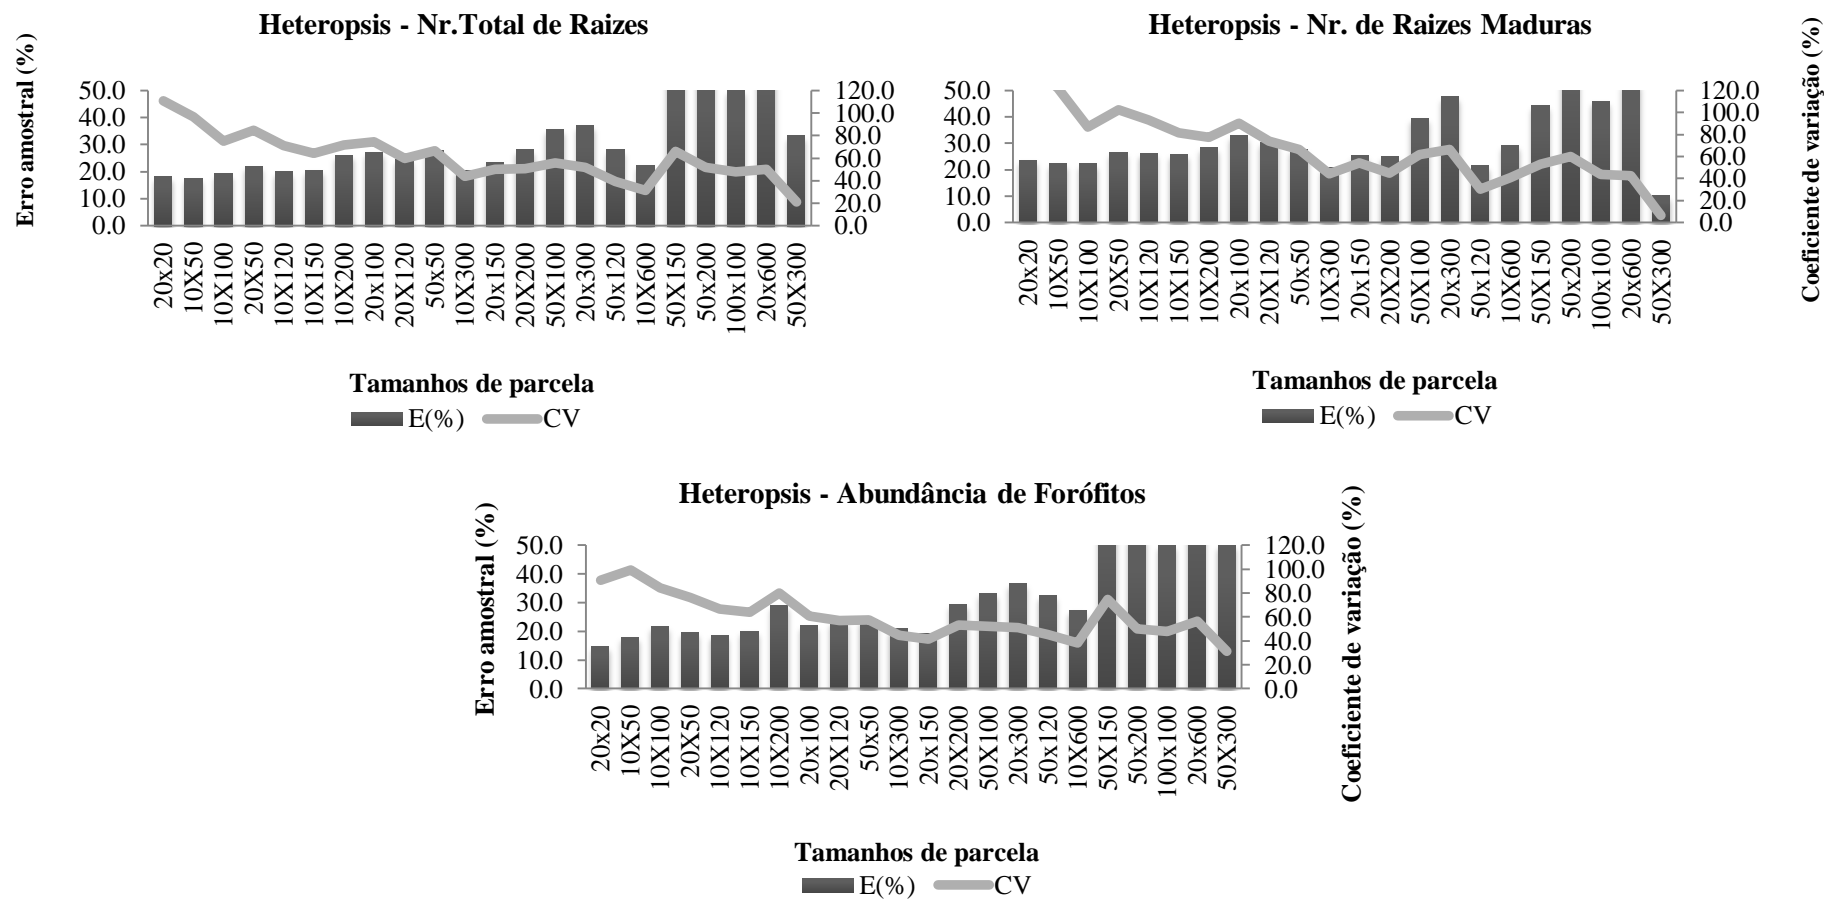 Heteropsis - Nr.Total de Raizes
Erro amostral (%)
50.0
40.0
30.0
20.0
10.0
0.0
120.0
100.0
80.0
60.0
40.0
20.0
0.0
20x20
10X50
10X100
20X50
10X120
10X150
10X200
20x100
20X120
50x50
10X300
20x150
20X200
50X100
20x300
50x120
10X600
50X150
50x200
100x100
20x600
50X300
Tamanhos de parcela
E(%) CV
Heteropsis - Nr. de Raizes Maduras
50.0
40.0
30.0
20.0
10.0
0.0
120.0
100.0
80.0
60.0
40.0
20.0
0.0
Coeficiente de variação (%)
20x20
10X50
10X100
20X50
10X120
10X150
10X200
20x100
20X120
50x50
10X300
20x150
20X200
50X100
20x300
50x120
10X600
50X150
50x200
100x100
20x600
50X300
Tamanhos de parcela
E(%) CV
Heteropsis - Abundância de Forófitos
Erro amostral (%)
50.0
40.0
30.0
20.0
10.0
0.0
120.0
100.0
80.0
60.0
40.0
20.0
0.0
Coeficiente de variação (%)
20x20
10X50
10X100
20X50
10X120
10X150
10X200
20x100
20X120
50x50
10X300
20x150
20X200
50X100
20x300
50x120
10X600
50X150
50x200
100x100
20x600
50X300
Tamanhos de parcela
E(%) CV